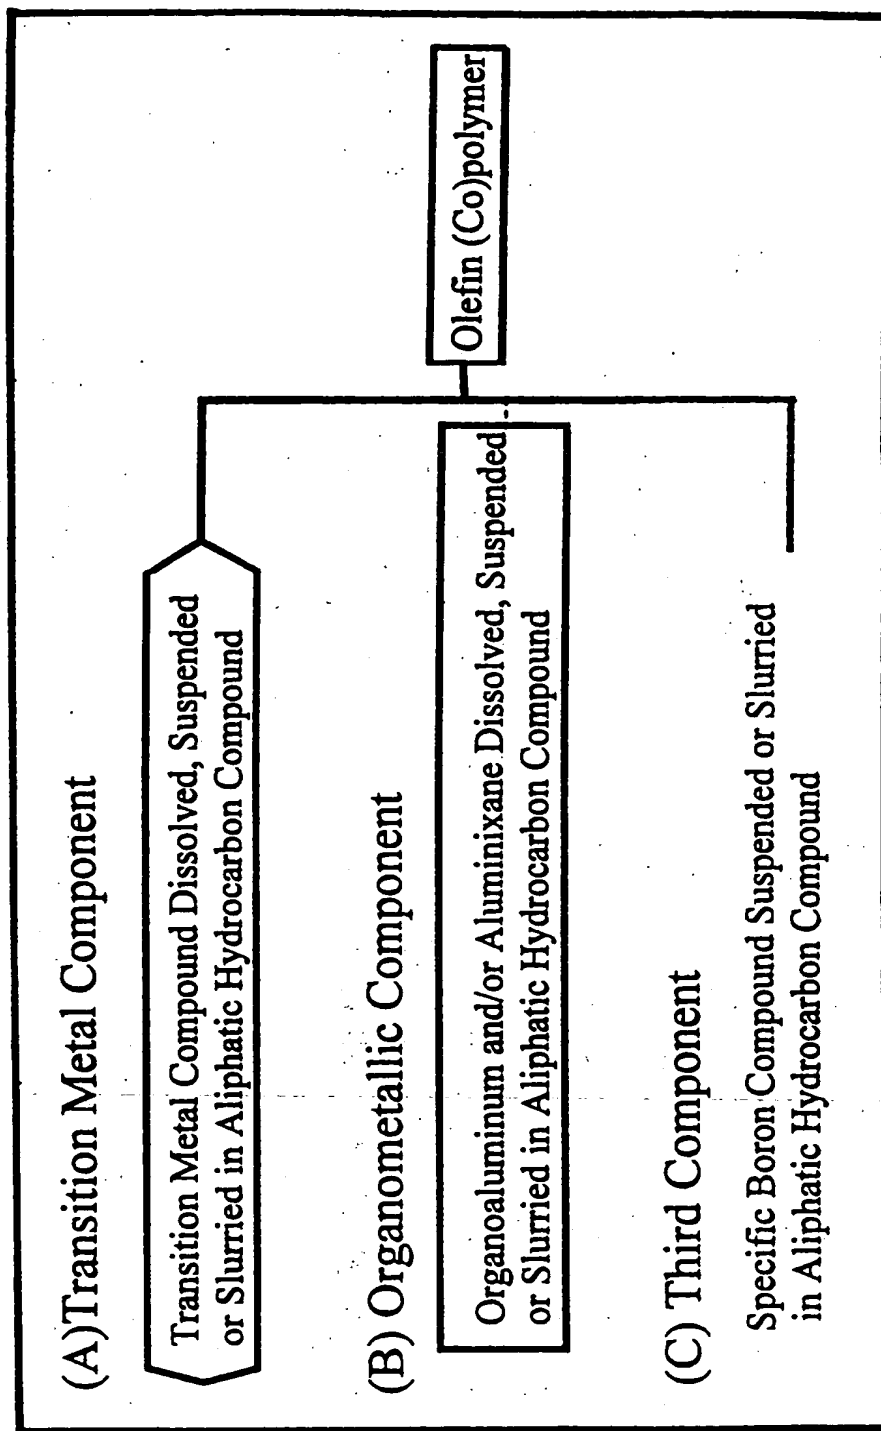 (A)Transition Metal Component
Transition Metal Compound Dissolved, Suspended
or Slurried in Aliphatic Hydrocarbon Compound
(B) Organometallic Component
Organoaluminum and/or Aluminixane Dissolved, Suspended
or Slurried in Aliphatic Hydrocarbon Compound
(C) Third Component
Specific Boron Compound Suspended or Slurried
in Aliphatic Hydrocarbon Compound
Olefin (Co)polymer